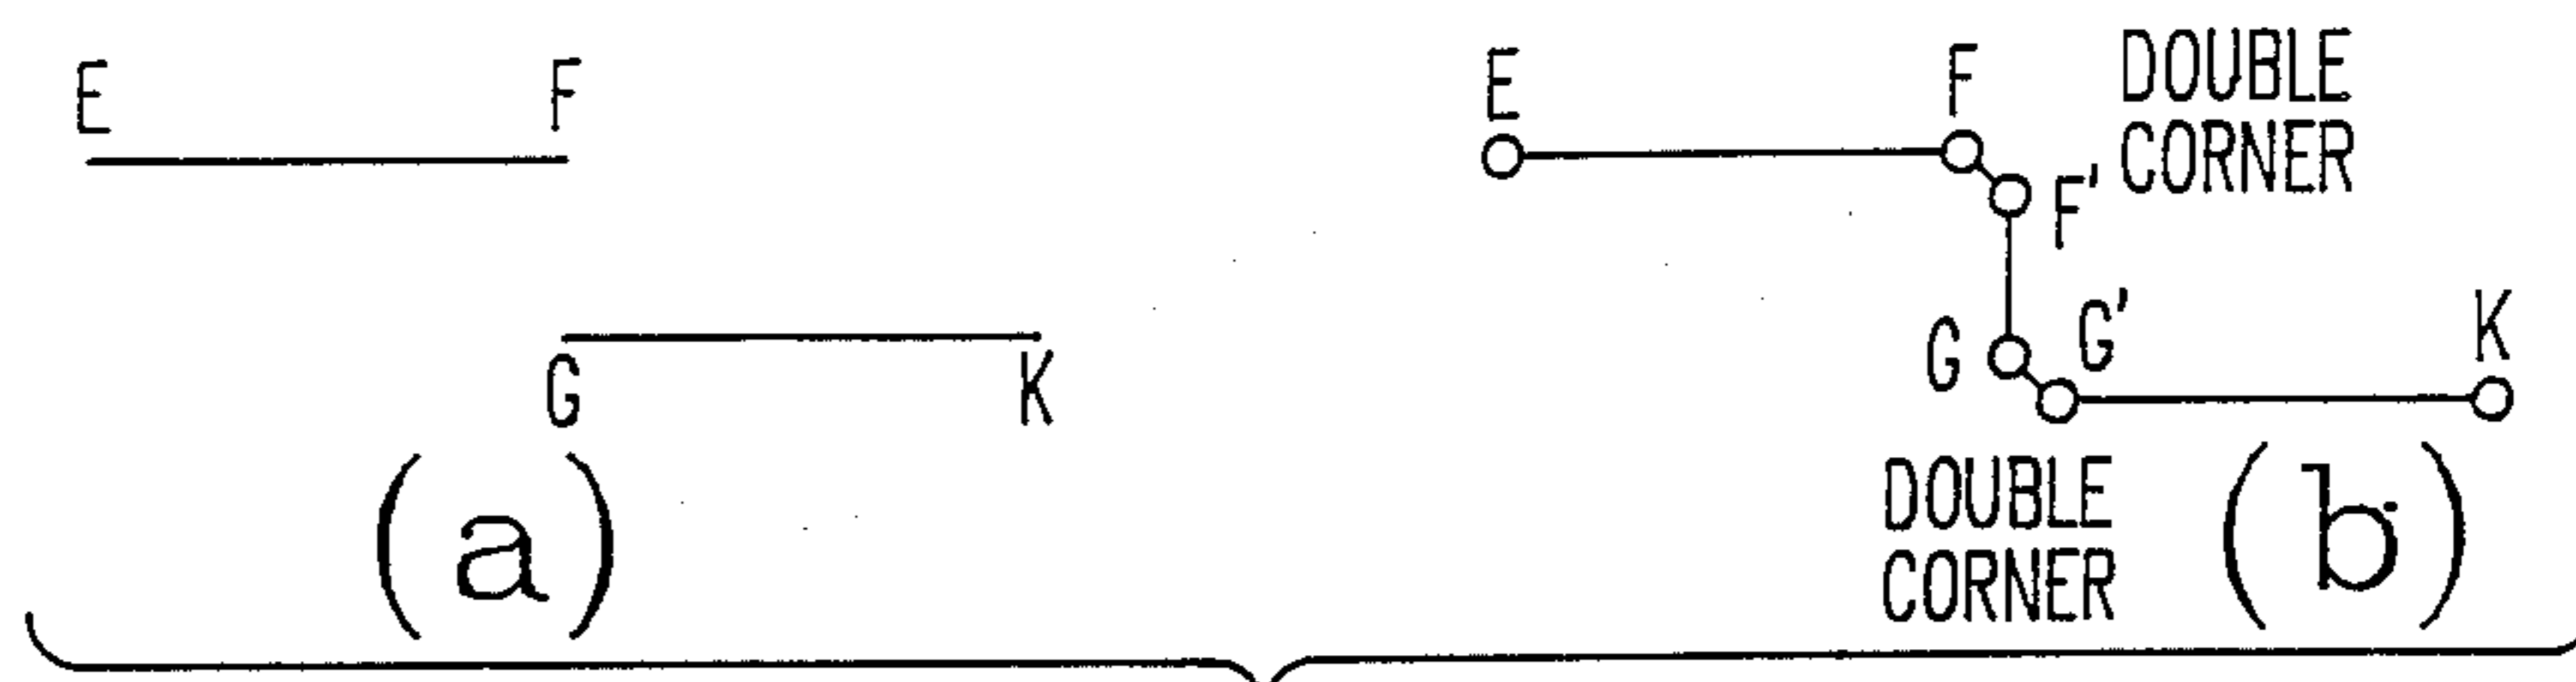 E F
G K
(a)
E F DOUBLE
CORNER
F'
G G' K
DOUBLE
CORNER
(b)